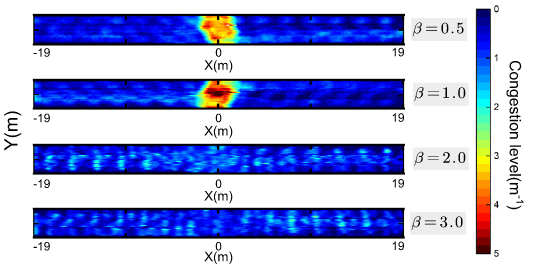 β = 0.5
-19 0 19
X(m)
β = 1.0
-19 0 19
X(m)
β = 2.0
-19 0 19
X(m)
β = 3.0
-19 0 19
X(m)
Y(m)
0
1
2
3
4
5
Congestion level(m⁻¹)